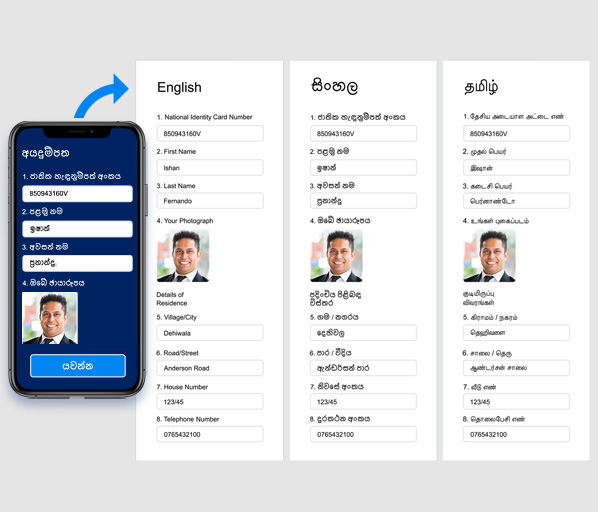 අයදුම්පත
1. ජාතික හැඳුනුම්පත් අංකය
850943160V
2. පළමු නම
ඉෂාන්
3. අවසන් නම
ප්‍රනාන්දු
4. ඔබේ ඡායාරූපය
යවන්න
English
1. National Identity Card Number
850943160V
2. First Name
Ishan
3. Last Name
Fernando
4. Your Photograph
Details of
Residence
5. Village/City
Dehiwala
6. Road/Street
Anderson Road
7. House Number
123/45
8. Telephone Number
0765432100
සිංහල
1. ජාතික හැඳුනුම්පත් අංකය
850943160V
2. පළමු නම
ඉෂාන්
3. අවසන් නම
ප්‍රනාන්දු
4. ඔබේ ඡායාරූපය
පදිංචිය පිළිබඳ
විස්තර
5. ගම / නගරය
දෙහිවල
6. පාර / වීදිය
ඇන්ඩර්සන් පාර
7. නිවසේ අංකය
123/45
8. දුරකථන අංකය
0765432100
தமிழ்
1. தேசிய அடையாள அட்டை எண்
850943160V
2. முதல் பெயர்
இஷான்
3. கடைசி பெயர்
பெர்னாண்டோ
4. உங்கள் புகைப்படம்
குடியிருப்பு
விவரங்கள்
5. கிராமம் / நகரம்
தெஹிவளை
6. சாலை / தெரு
ஆண்டர்சன் சாலை
7. வீடு எண்
123/45
8. தொலைபேசி எண்
0765432100